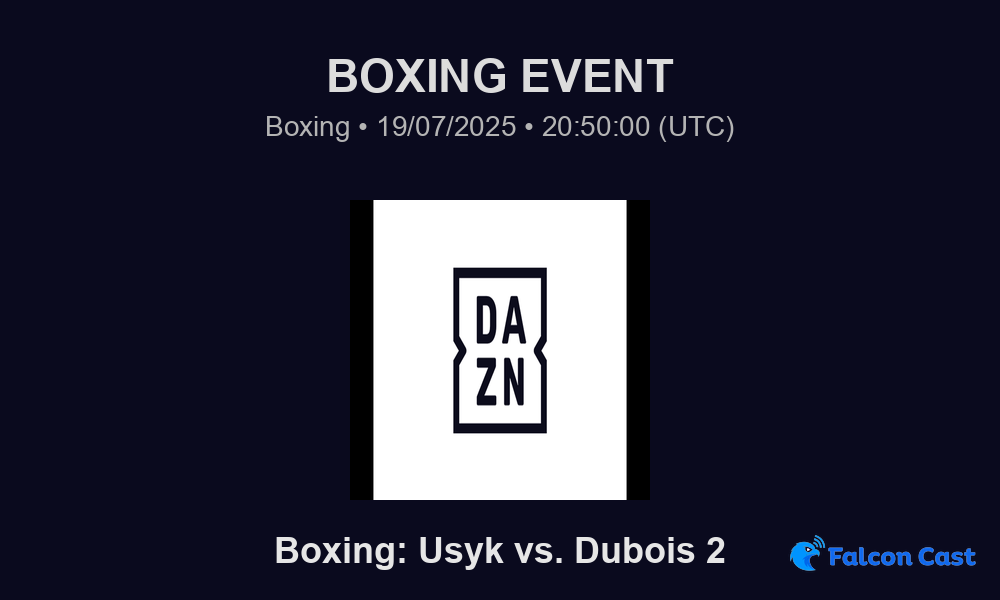 BOXING EVENT
Boxing • 19/07/2025 • 20:50:00 (UTC)
DA
ZN
Boxing: Usyk vs. Dubois 2
Falcon Cast